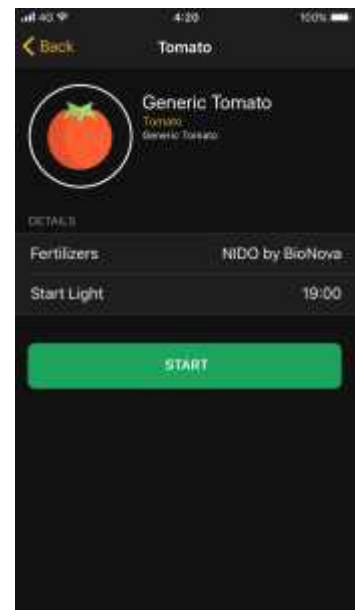 4G 4:20 100%
Back Tomato
Generic Tomato
Tomato
Generic Tomato
DETAILS
Fertilizers NIDO by BioNova
Start Light 19:00
START